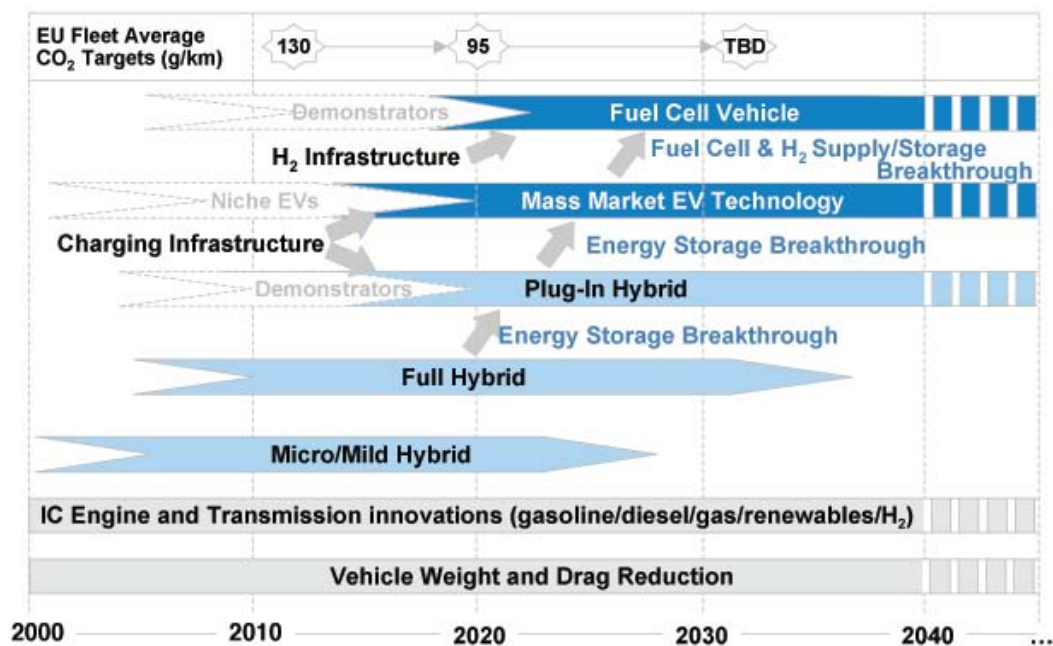 EU Fleet Average
CO₂ Targets (g/km)
130
95
TBD
Demonstrators
Fuel Cell Vehicle
H₂ Infrastructure
Fuel Cell & H₂ Supply/Storage
Breakthrough
Niche EVs
Mass Market EV Technology
Charging Infrastructure
Energy Storage Breakthrough
Demonstrators
Plug-In Hybrid
Energy Storage Breakthrough
Full Hybrid
Micro/Mild Hybrid
IC Engine and Transmission innovations (gasoline/diesel/gas/renewables/H₂)
Vehicle Weight and Drag Reduction
2000 2010 2020 2030 2040 ...